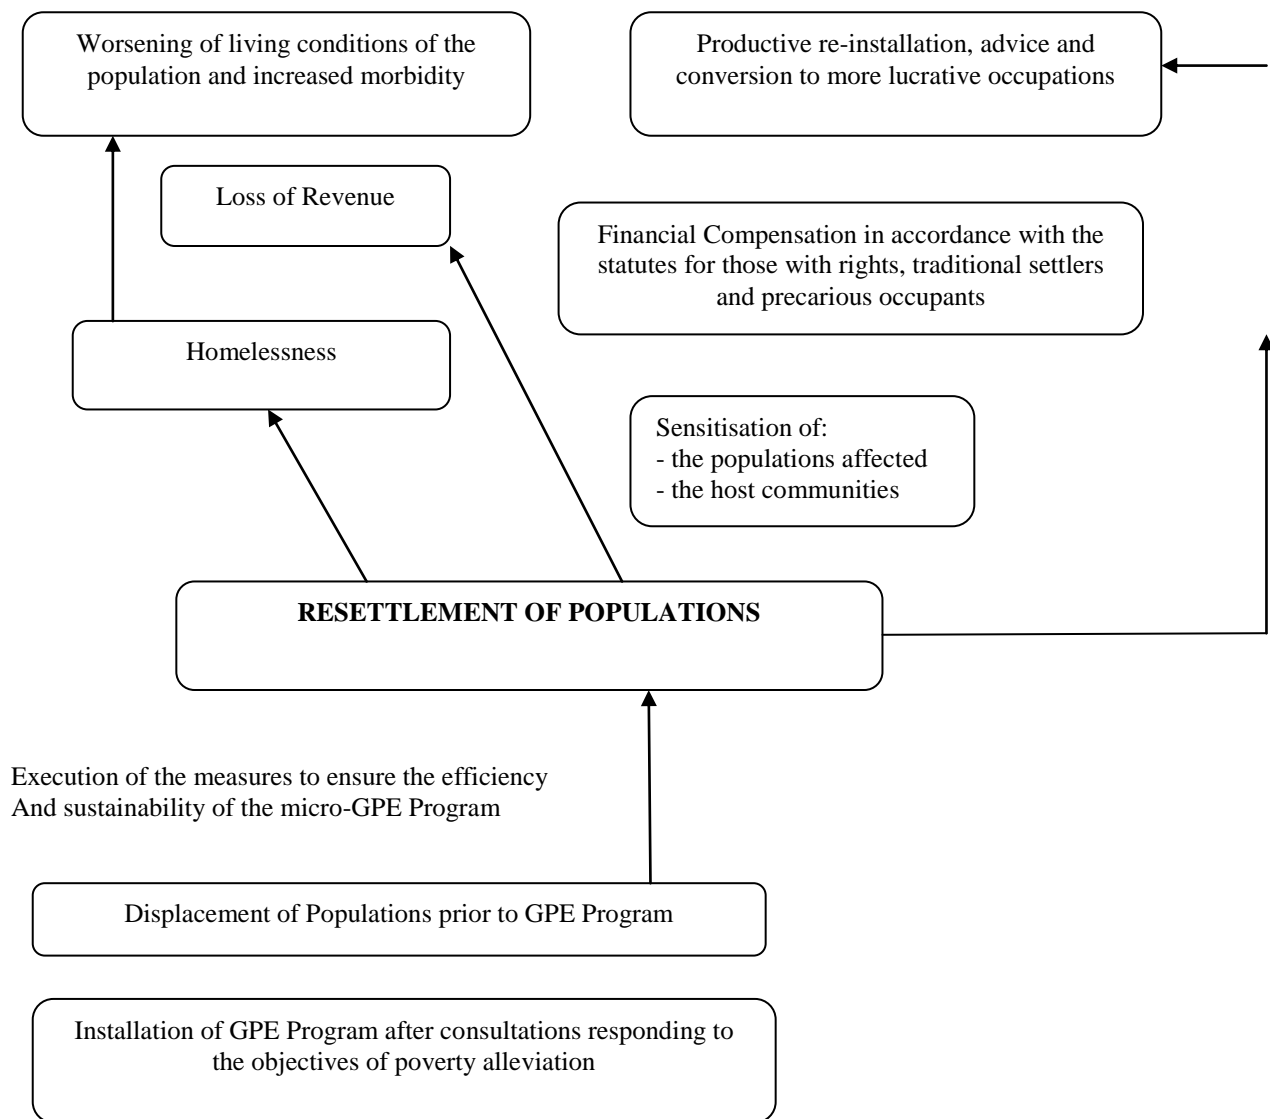 Worsening of living conditions of the
population and increased morbidity
Productive re-installation, advice and
conversion to more lucrative occupations
Loss of Revenue
Financial Compensation in accordance with the
statutes for those with rights, traditional settlers
and precarious occupants
Homelessness
Sensitisation of:
- the populations affected
- the host communities
RESETTLEMENT OF POPULATIONS
Execution of the measures to ensure the efficiency
And sustainability of the micro-GPE Program
Displacement of Populations prior to GPE Program
Installation of GPE Program after consultations responding to
the objectives of poverty alleviation